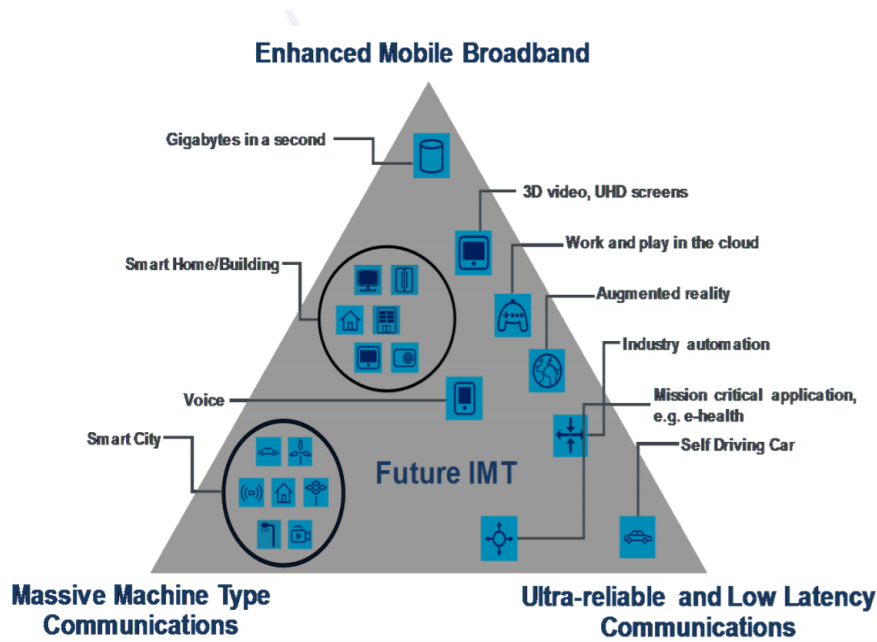 Enhanced Mobile Broadband
Gigabytes in a second
3D video, UHD screens
Work and play in the cloud
Smart Home/Building
Augmented reality
Industry automation
Mission critical application,
e.g. e-health
Voice
Smart City
Self Driving Car
Future IMT
Massive Machine Type
Communications
Ultra-reliable and Low Latency
Communications